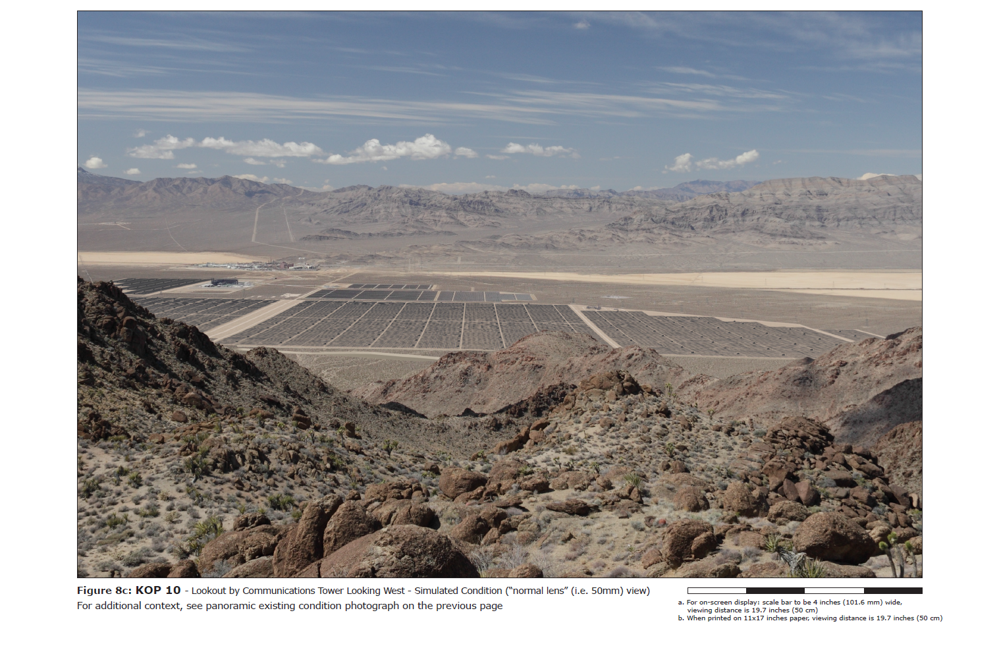 Figure 8c: KOP 10 - Lookout by Communications Tower Looking West - Simulated Condition (“normal lens” (i.e. 50mm) view)
For additional context, see panoramic existing condition photograph on the previous page
a. For on-screen display: scale bar to be 4 inches (101.6 mm) wide,
viewing distance is 19.7 inches (50 cm)
b. When printed on 11x17 inches paper, viewing distance is 19.7 inches (50 cm)